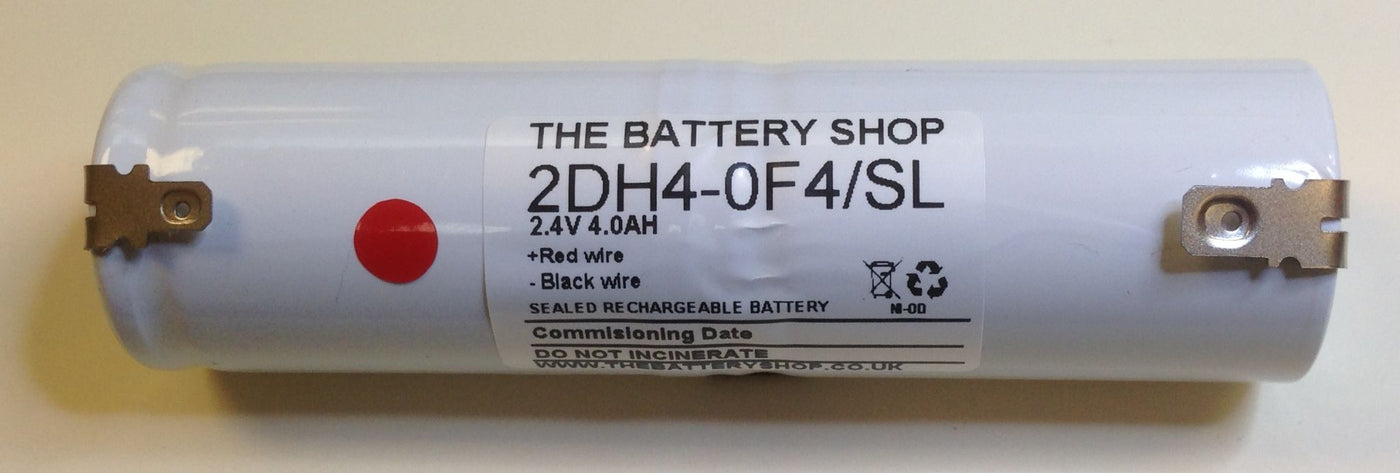 THE BATTERY SHOP
2DH4-0F4/SL
2.4V 4.0AH
+Red wire
- Black wire
SEALED RECHARGEABLE BATTERY
NI-OD
Commisioning Date
DO NOT INCINERATE
WWW.THEBATTERYSHOP.CO.UK